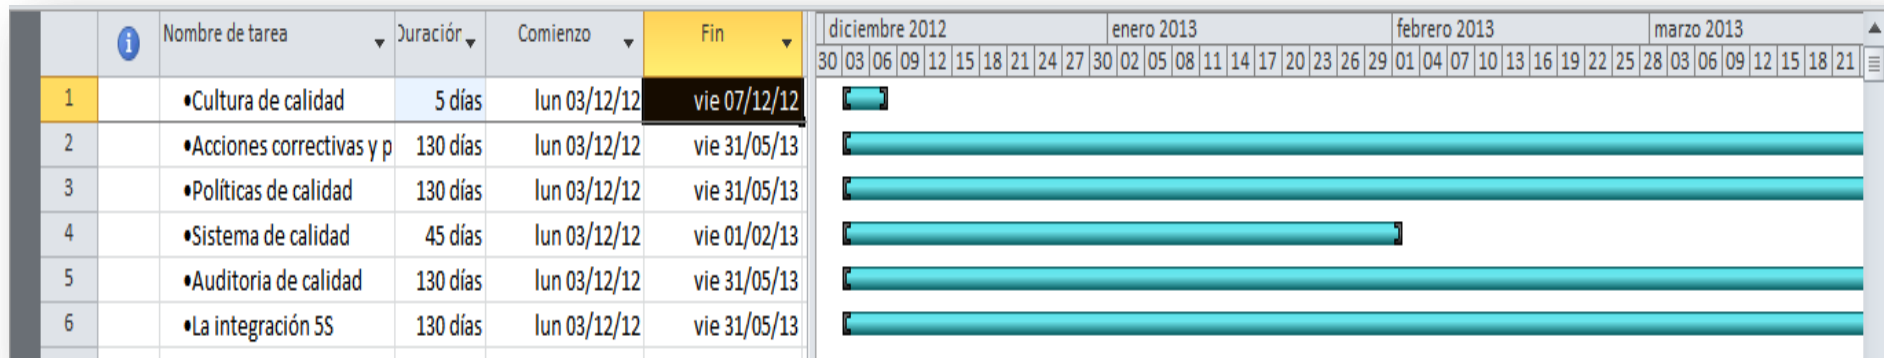 Nombre de tarea Duración Comienzo Fin diciembre 2012 enero 2013 febrero 2013 marzo 2013
30 03 06 09 12 15 18 21 24 27 30 02 05 08 11 14 17 20 23 26 29 01 04 07 10 13 16 19 22 25 28 03 06 09 12 15 18 21
1 •Cultura de calidad 5 días lun 03/12/12 vie 07/12/12
2 •Acciones correctivas y p 130 días lun 03/12/12 vie 31/05/13
3 •Políticas de calidad 130 días lun 03/12/12 vie 31/05/13
4 •Sistema de calidad 45 días lun 03/12/12 vie 01/02/13
5 •Auditoria de calidad 130 días lun 03/12/12 vie 31/05/13
6 •La integración 5S 130 días lun 03/12/12 vie 31/05/13